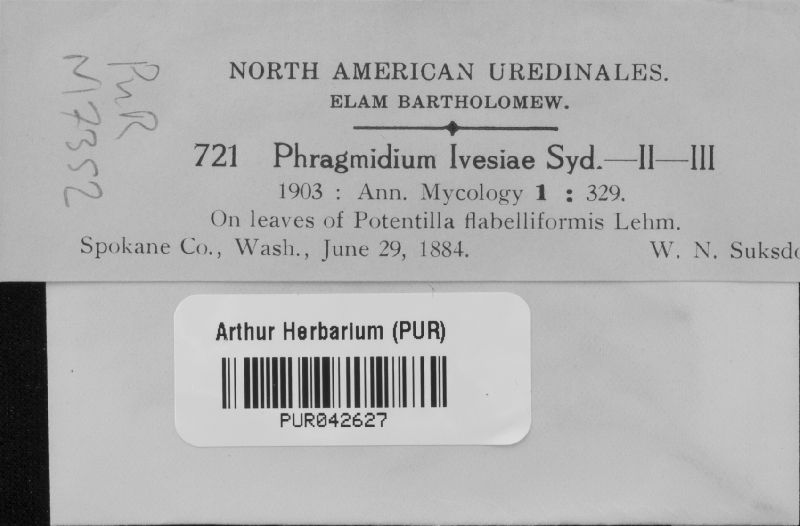 PUR
M17352
NORTH AMERICAN UREDINALES.
ELAM BARTHOLOMEW.
721 Phragmidium Ivesiae Syd.—II—III
1903 : Ann. Mycology 1 : 329.
On leaves of Potentilla flabelliformis Lehm.
Spokane Co., Wash., June 29, 1884. W. N. Suksdo
Arthur Herbarium (PUR)
PUR042627